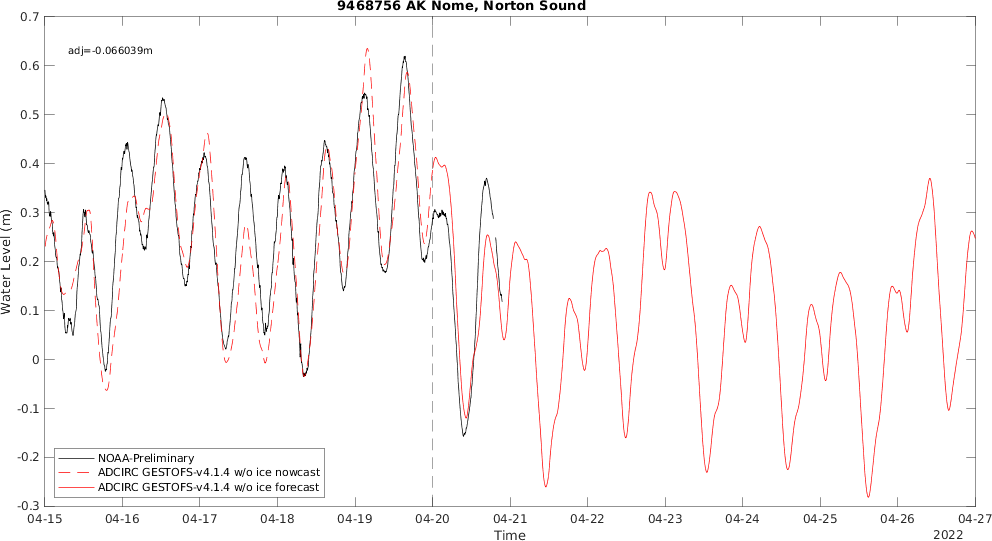 9468756 AK Nome, Norton Sound
adj=-0.066039m
0.7
0.6
0.5
0.4
0.3
0.2
0.1
0
-0.1
-0.2
-0.3
Water Level (m)
NOAA-Preliminary
ADCIRC GESTOFS-v4.1.4 w/o ice nowcast
ADCIRC GESTOFS-v4.1.4 w/o ice forecast
04-15 04-16 04-17 04-18 04-19 04-20 04-21 04-22 04-23 04-24 04-25 04-26 04-27
Time
2022